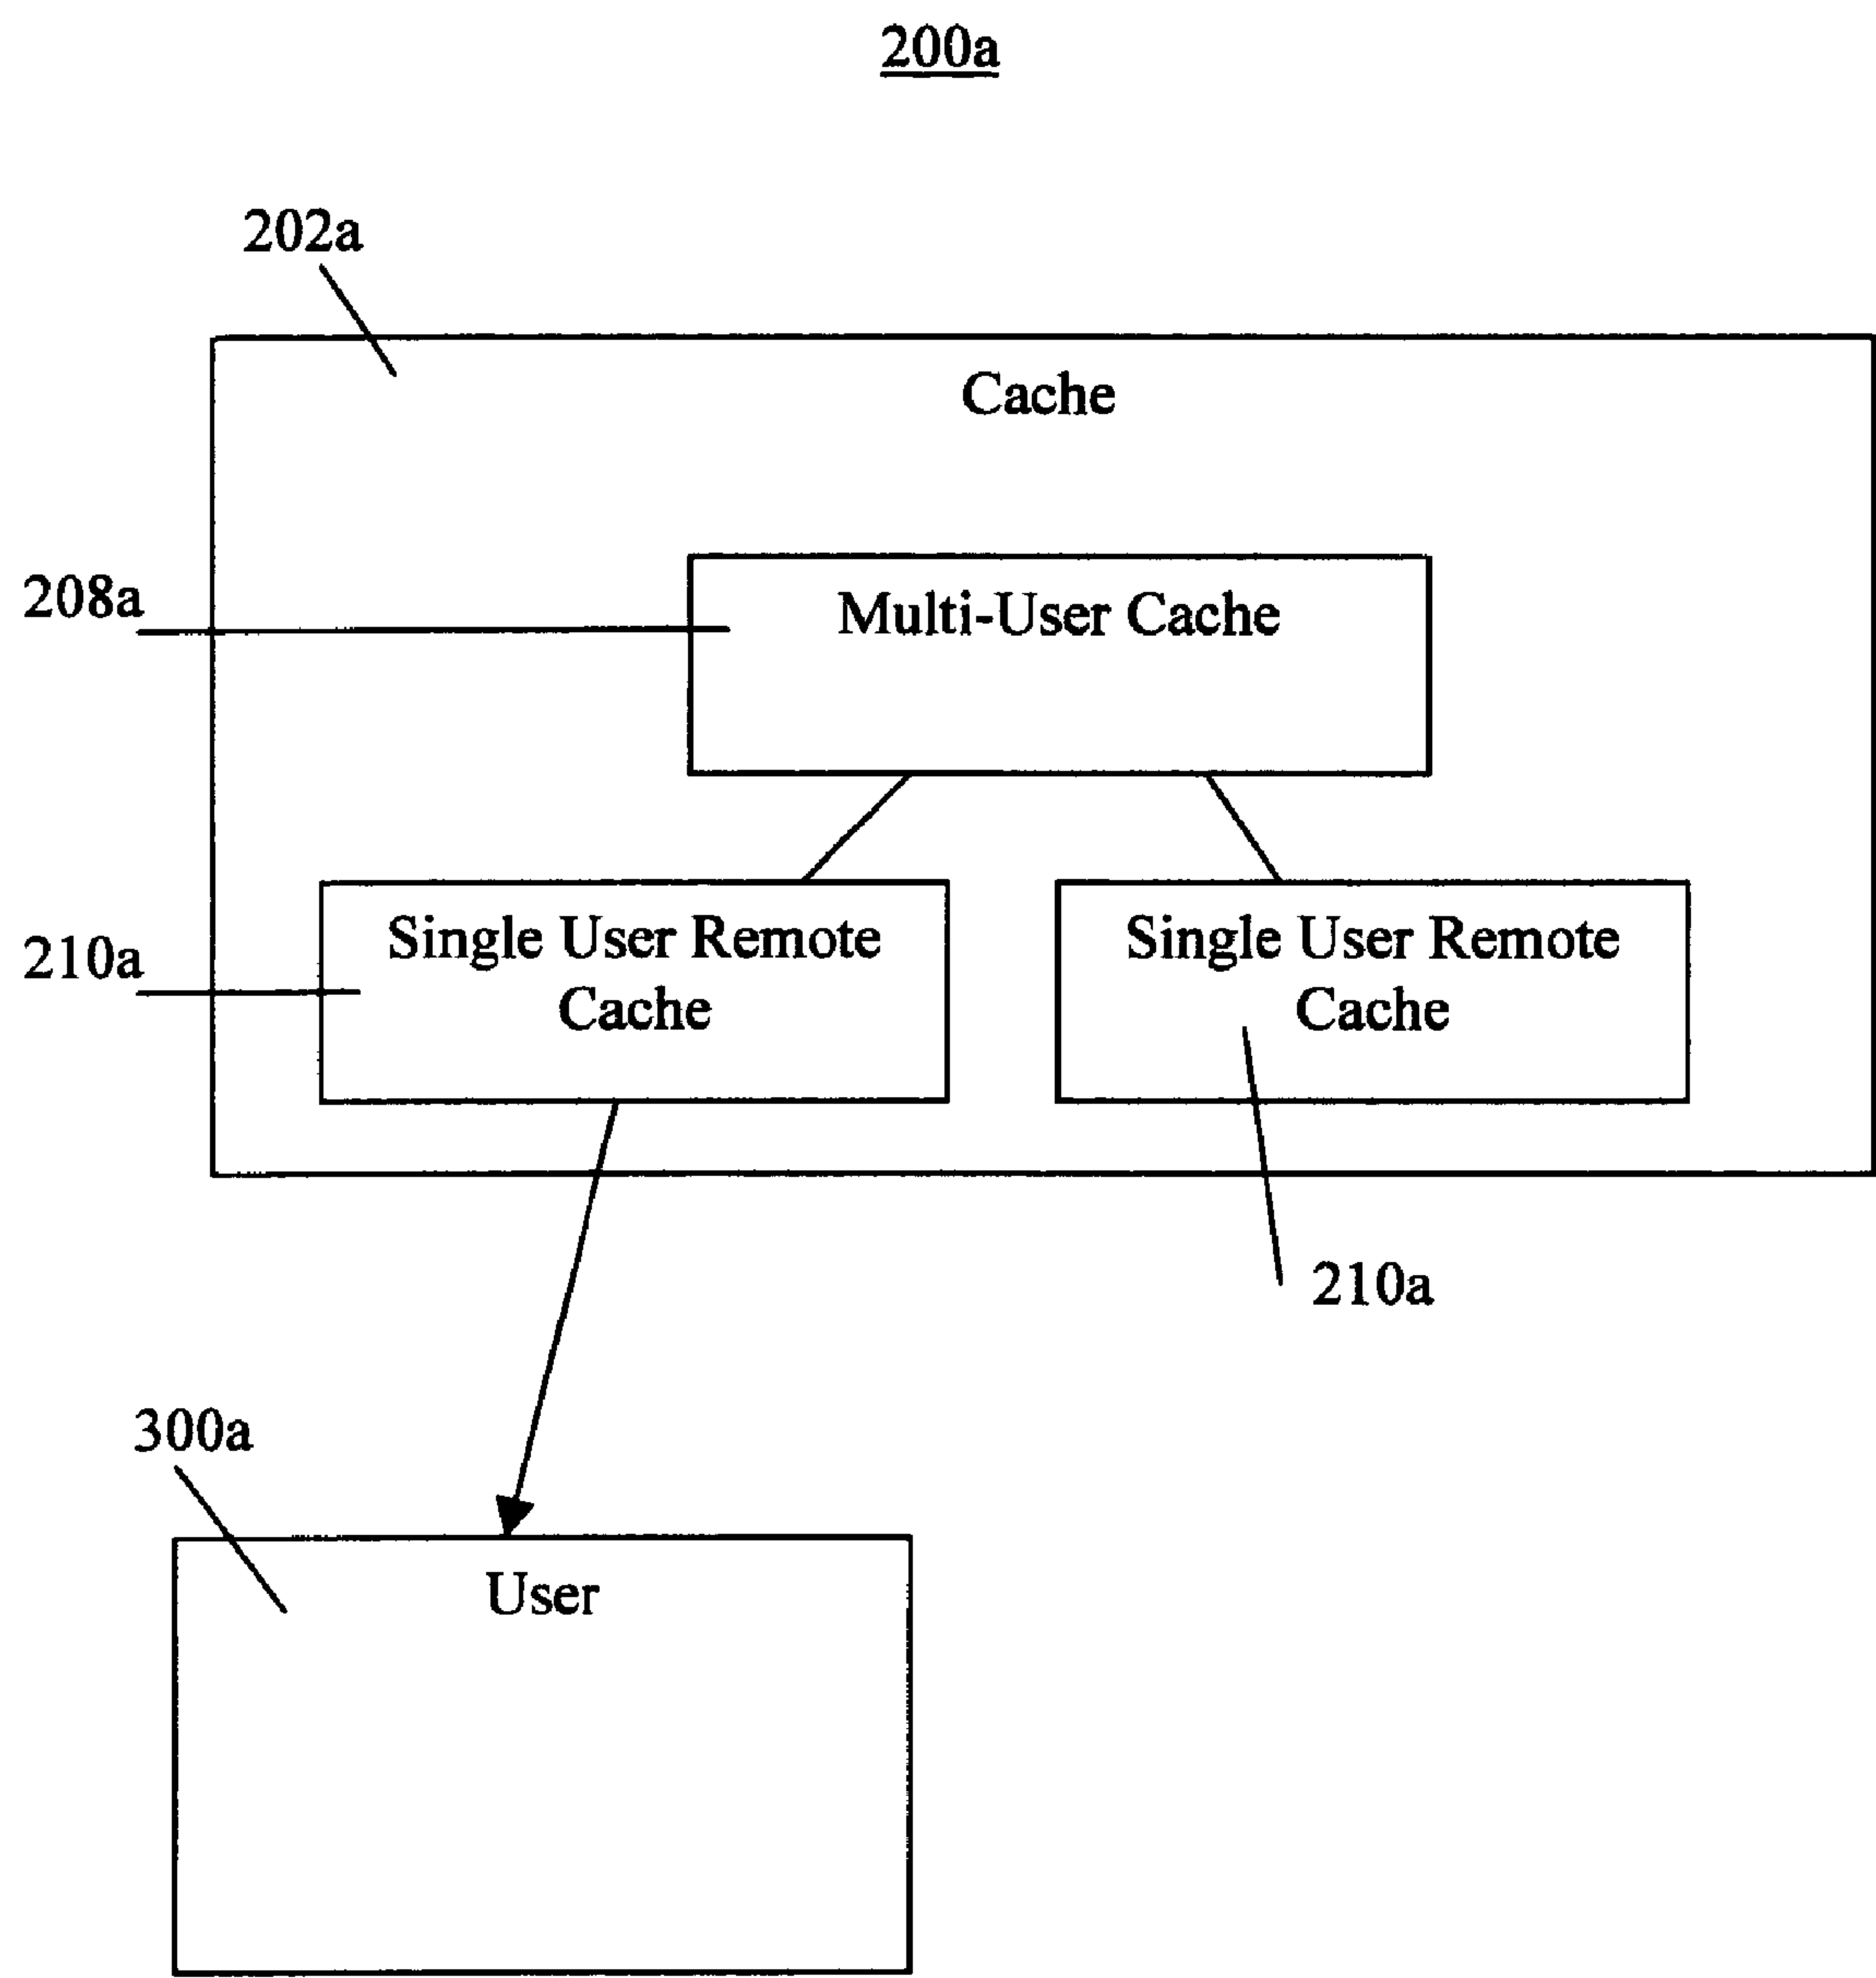 200a
202a
Cache
208a
Multi-User Cache
210a
Single User Remote
Cache
Single User Remote
Cache
210a
300a
User